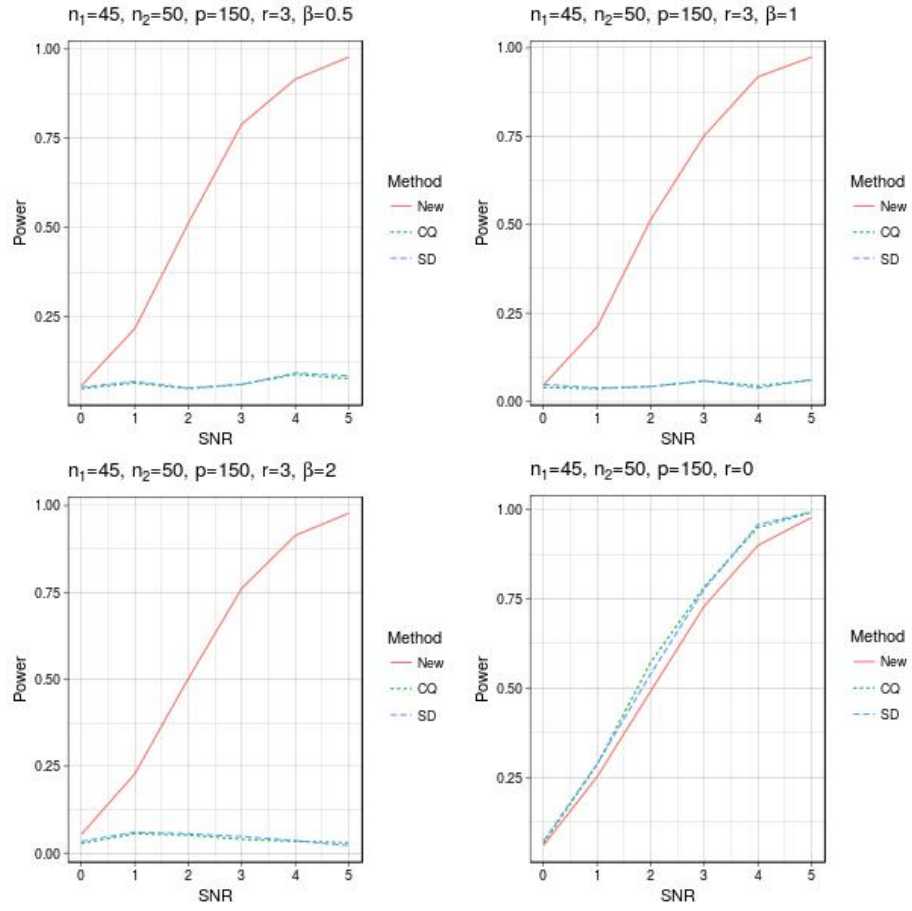 n₁=45, n₂=50, p=150, r=3, β=0.5
1.00
0.75
0.50
0.25
Power
0 1 2 3 4 5
SNR
Method
New
CQ
SD
n₁=45, n₂=50, p=150, r=3, β=1
1.00
0.75
0.50
0.25
0.00
Power
0 1 2 3 4 5
SNR
Method
New
CQ
SD
n₁=45, n₂=50, p=150, r=3, β=2
1.00
0.75
0.50
0.25
0.00
Power
0 1 2 3 4 5
SNR
Method
New
CQ
SD
n₁=45, n₂=50, p=150, r=0
1.00
0.75
0.50
0.25
Power
0 1 2 3 4 5
SNR
Method
New
CQ
SD